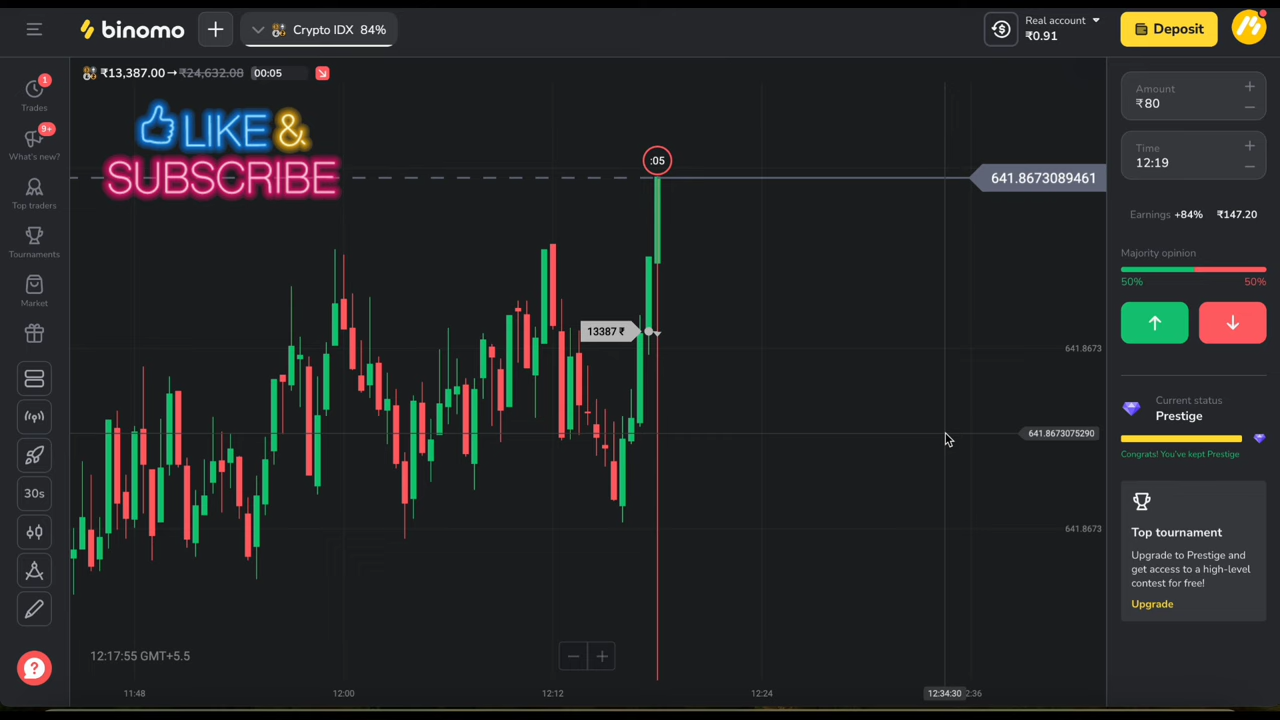 binomo
Crypto IDX 84%
Real account
₹0.91
Deposit
₹13,387.00→₹24,632.08 00:05
LIKE &
SUBSCRIBE
:05
641.8673089461
13387 ₹
641.8673
641.8673075290
641.8673
1
Trades
9+
What's new?
Top traders
Tournaments
Market
30s
?
12:17:55 GMT+5.5
11:48
12:00
12:12
12:24
12:34:30
2:36
Amount
₹80
Time
12:19
Earnings +84% ₹147.20
Majority opinion
50% 50%
Current status
Prestige
Congrats! You've kept Prestige
Top tournament
Upgrade to Prestige and
get access to a high-level
contest for free!
Upgrade